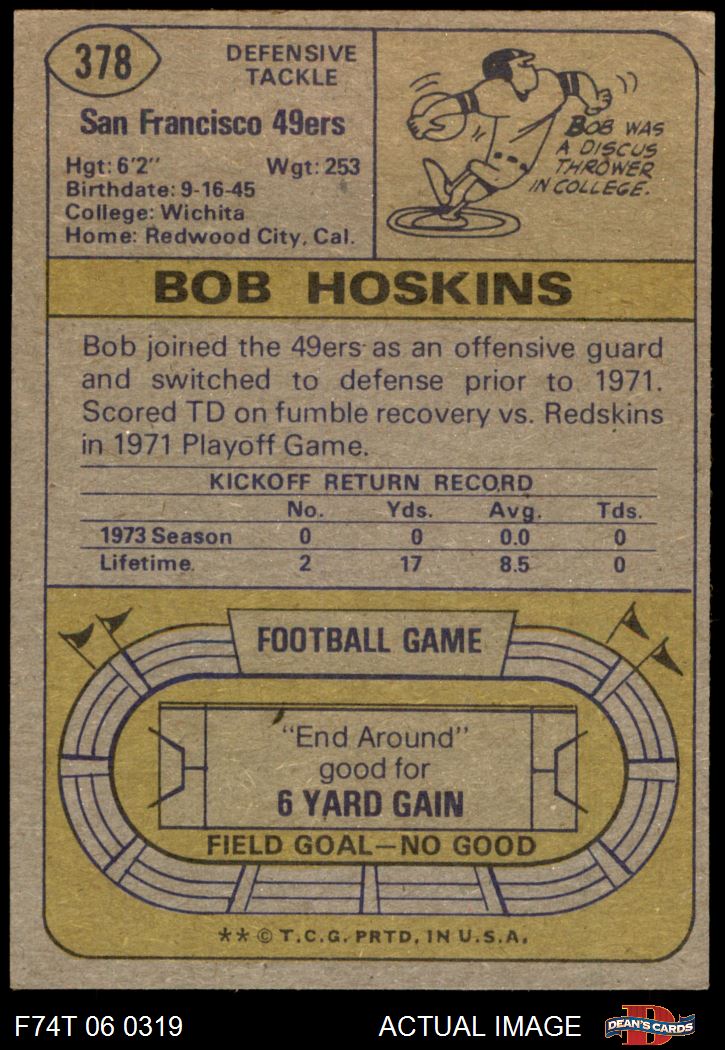 378
DEFENSIVE
TACKLE
San Francisco 49ers
Hgt: 6'2" Wgt: 253
Birthdate: 9-16-45
College: Wichita
Home: Redwood City, Cal.
BOB WAS
A DISCUS
THROWER
IN COLLEGE.
BOB HOSKINS
Bob joined the 49ers as an offensive guard
and switched to defense prior to 1971.
Scored TD on fumble recovery vs. Redskins
in 1971 Playoff Game.
KICKOFF RETURN RECORD
No. Yds. Avg. Tds.
1973 Season 0 0 0.0 0
Lifetime. 2 17 8.5 0
FOOTBALL GAME
"End Around"
good for
6 YARD GAIN
FIELD GOAL—NO GOOD
** © T.C.G. PRTD. IN U.S.A.
F74T 06 0319 ACTUAL IMAGE
D
DEAN'S CARDS